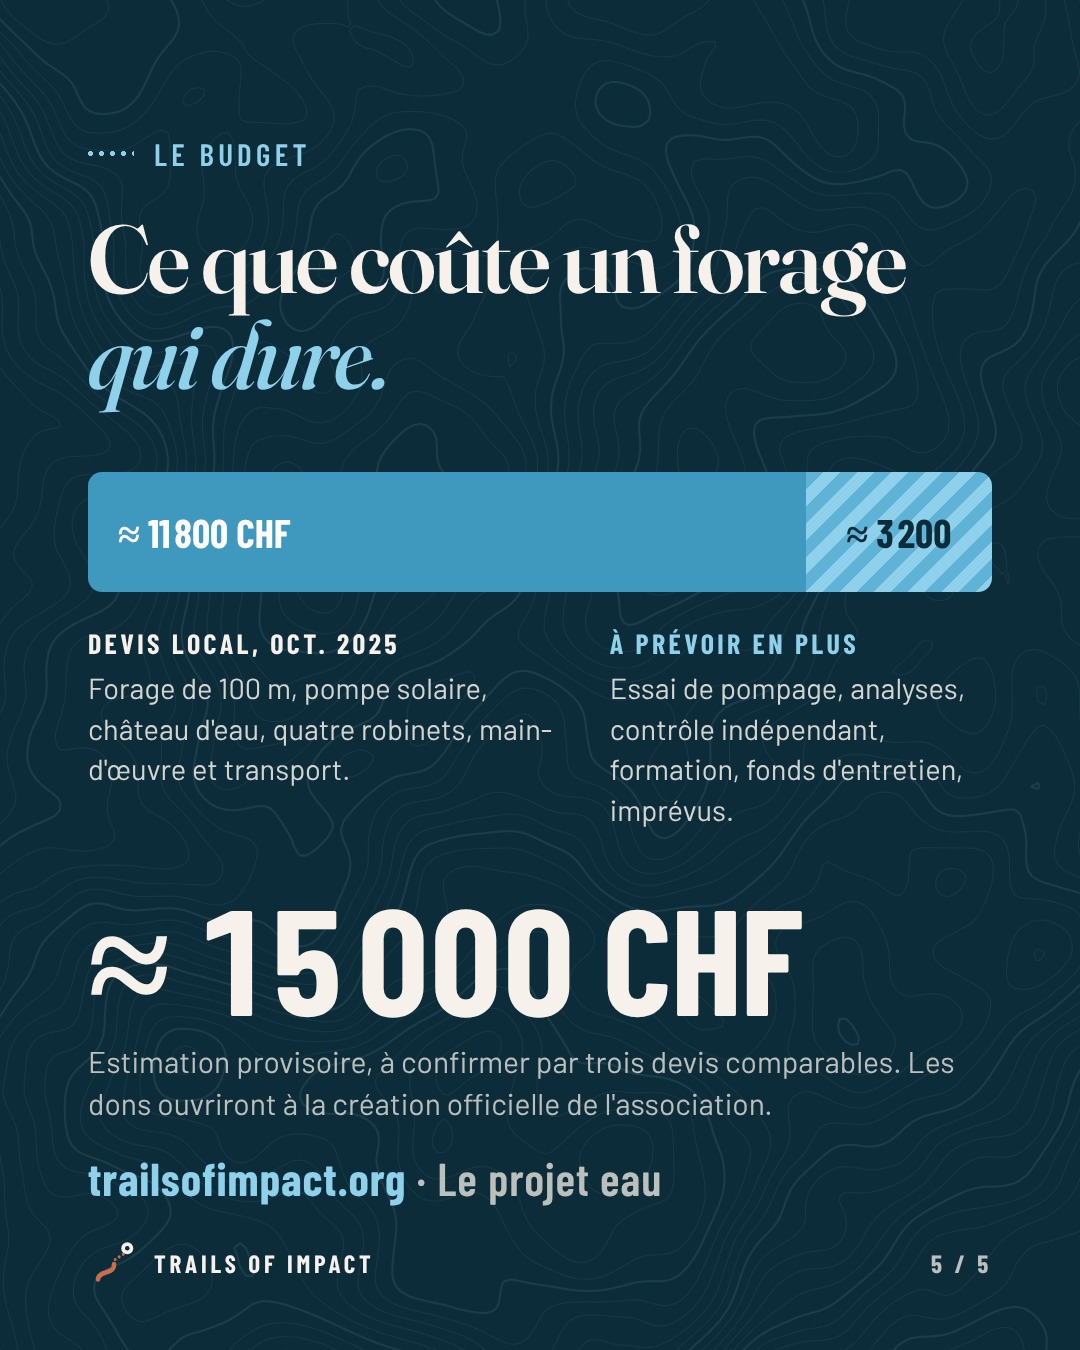 LE BUDGET
Ce que coûte un forage
qui dure.
≈ 11 800 CHF
≈ 3 200
DEVIS LOCAL, OCT. 2025
Forage de 100 m, pompe solaire,
château d'eau, quatre robinets, main-
d'œuvre et transport.
À PRÉVOIR EN PLUS
Essai de pompage, analyses,
contrôle indépendant,
formation, fonds d'entretien,
imprévus.
≈ 15 000 CHF
Estimation provisoire, à confirmer par trois devis comparables. Les
dons ouvriront à la création officielle de l'association.
trailsofimpact.org · Le projet eau
TRAILS OF IMPACT
5 / 5